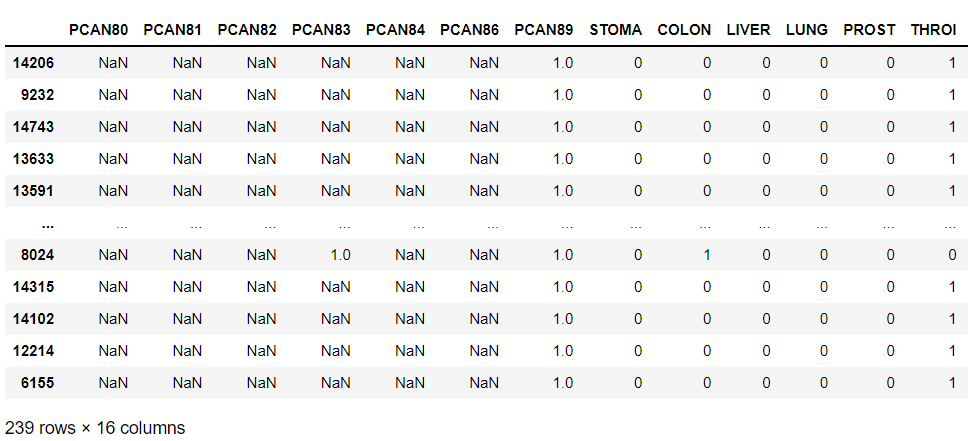 PCAN80 PCAN81 PCAN82 PCAN83 PCAN84 PCAN86 PCAN89 STOMA COLON LIVER LUNG PROST THROI
14206 NaN NaN NaN NaN NaN NaN 1.0 0 0 0 0 0 1
9232 NaN NaN NaN NaN NaN NaN 1.0 0 0 0 0 0 1
14743 NaN NaN NaN NaN NaN NaN 1.0 0 0 0 0 0 1
13633 NaN NaN NaN NaN NaN NaN 1.0 0 0 0 0 0 1
13591 NaN NaN NaN NaN NaN NaN 1.0 0 0 0 0 0 1
... ... ... ... ... ... ... ... ... ... ... ... ... ...
8024 NaN NaN NaN 1.0 NaN NaN 1.0 0 1 0 0 0 0
14315 NaN NaN NaN NaN NaN NaN 1.0 0 0 0 0 0 1
14102 NaN NaN NaN NaN NaN NaN 1.0 0 0 0 0 0 1
12214 NaN NaN NaN NaN NaN NaN 1.0 0 0 0 0 0 1
6155 NaN NaN NaN NaN NaN NaN 1.0 0 0 0 0 0 1
239 rows × 16 columns